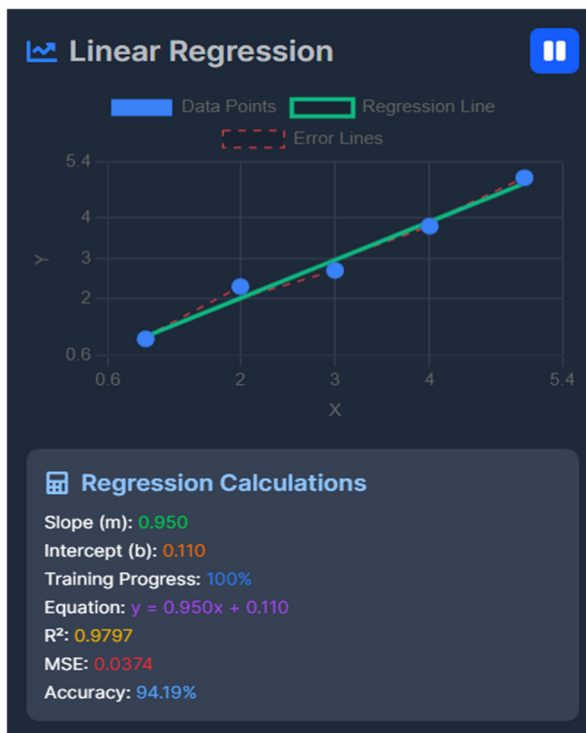 Linear Regression
Data Points Regression Line
Error Lines
5.4
4
3
2
0.6
Y
0.6 2 3 4 5.4
X
Regression Calculations
Slope (m): 0.950
Intercept (b): 0.110
Training Progress: 100%
Equation: y = 0.950x + 0.110
R²: 0.9797
MSE: 0.0374
Accuracy: 94.19%